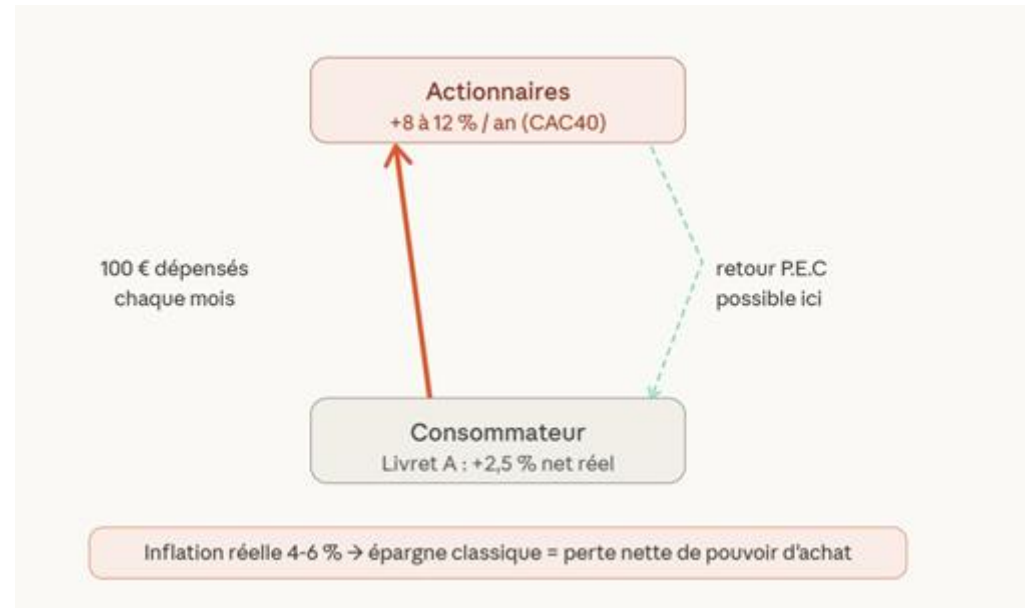 Actionnaires
+8 à 12 % / an (CAC40)
100 € dépensés
chaque mois
retour P.E.C
possible ici
Consommateur
Livret A : +2,5 % net réel
Inflation réelle 4-6 % → épargne classique = perte nette de pouvoir d'achat